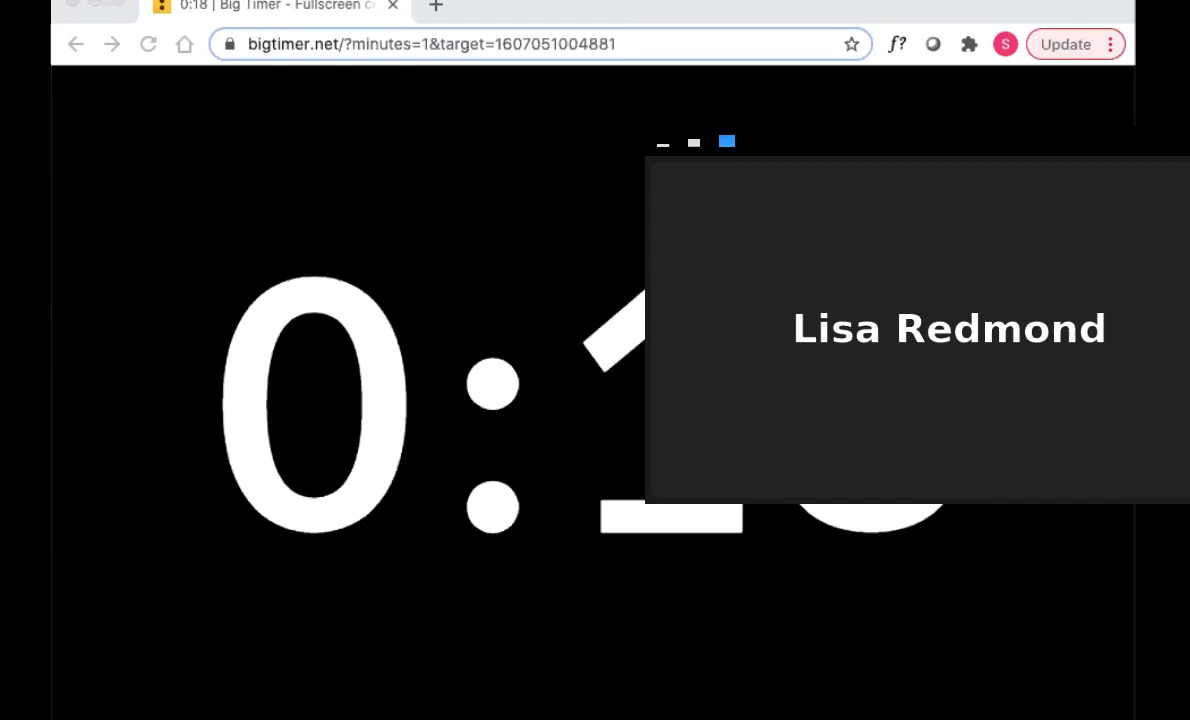 0:18 | Big Timer - Fullscreen c
bigtimer.net/?minutes=1&target=1607051004881
f?
S
Update
Lisa Redmond
0:1